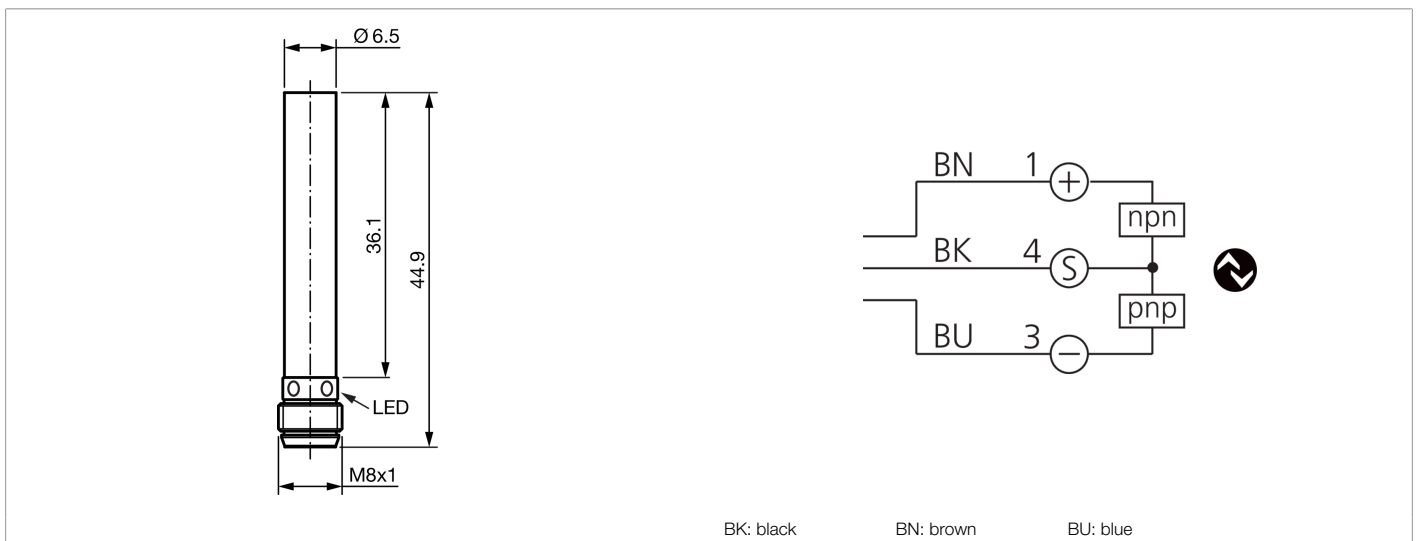 Ø 6.5
36.1
44.9
LED
M8x1
BN 1 +
npn
BK 4 S
pnp
BU 3 −
BK: black BN: brown BU: blue